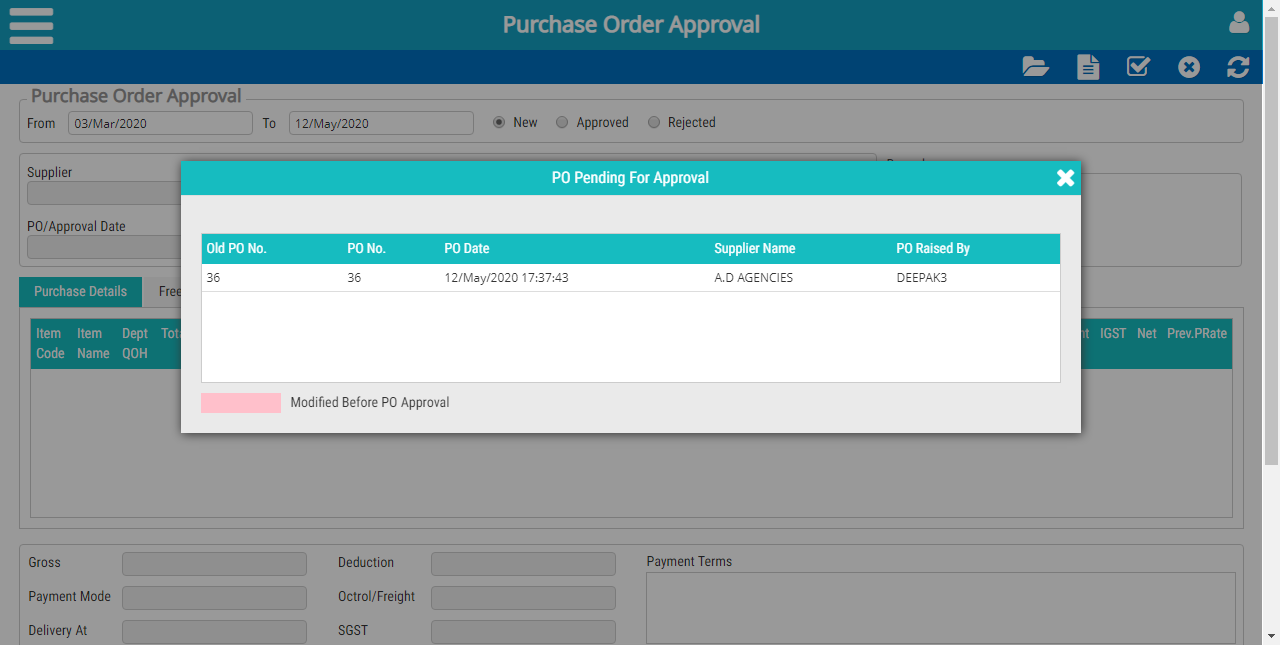 Purchase Order Approval
Purchase Order Approval
From 03/Mar/2020 To 12/May/2020 New Approved Rejected
Supplier
PO/Approval Date
PO Pending For Approval
Old PO No. PO No. PO Date Supplier Name PO Raised By
36 36 12/May/2020 17:37:43 A.D AGENCIES DEEPAK3
Modified Before PO Approval
Purchase Details Free
Item Code Item Name Dept QOH IGST Net Prev.PRate
Gross Deduction Payment Terms
Payment Mode Octrol/Freight
Delivery At SGST